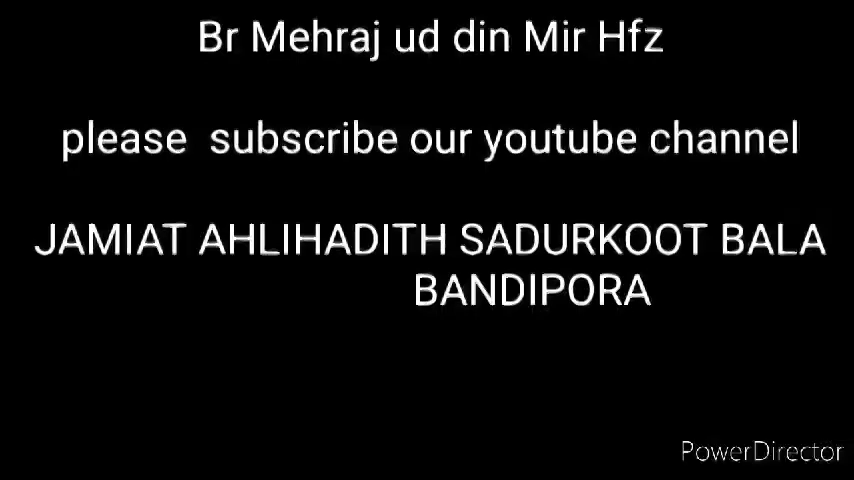 Br Mehraj ud din Mir Hfz
please subscribe our youtube channel
JAMIAT AHLIHADITH SADURKOOT BALA
BANDIPORA
PowerDirector